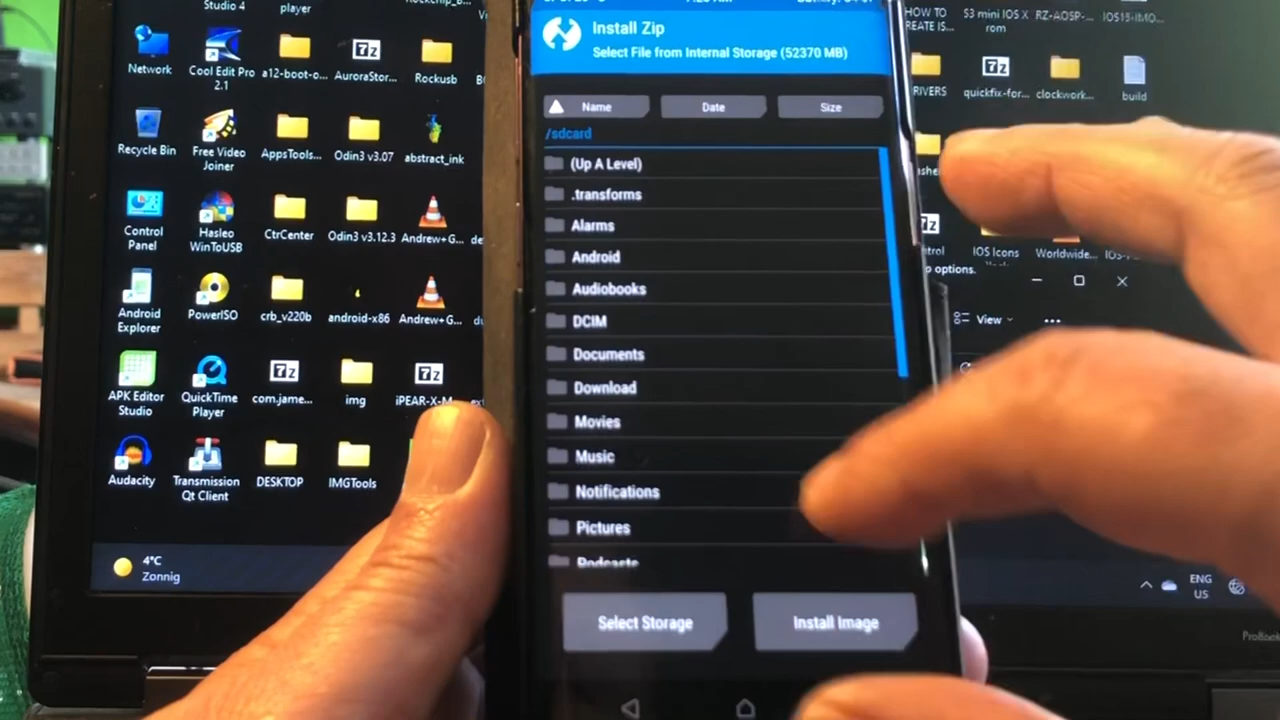 Studio 4
player
Network
Cool Edit Pro
2.1
a12-boot-o...
AuroraStor...
Rockusb
Recycle Bin
Free Video
Joiner
AppsTools...
Odin3 v3.07
abstract_ink
Control
Panel
Hasleo
WinToUSB
CtrCenter
Odin3 v3.12.3
Andrew+G...
Android
Explorer
PowerISO
crb_v220b
android-x86
Andrew+G...
APK Editor
Studio
QuickTime
Player
com.jame...
img
iPEAR-X-M...
Audacity
Transmission
Qt Client
DESKTOP
IMGTools
4°C
Zonnig
Install Zip
Select File from Internal Storage (52370 MB)
Name
Date
Size
/sdcard
(Up A Level)
.transforms
Alarms
Android
Audiobooks
DCIM
Documents
Download
Movies
Music
Notifications
Pictures
Podcasts
Select Storage
Install Image
HOW TO
CREATE IS...
S3 mini IOS X
rom
RZ-AOSP-...
IOS15-IMO...
RIVERS
quickfix-for...
clockwork...
build
IOS Icons
Worldwide...
options.
View
ENG
US